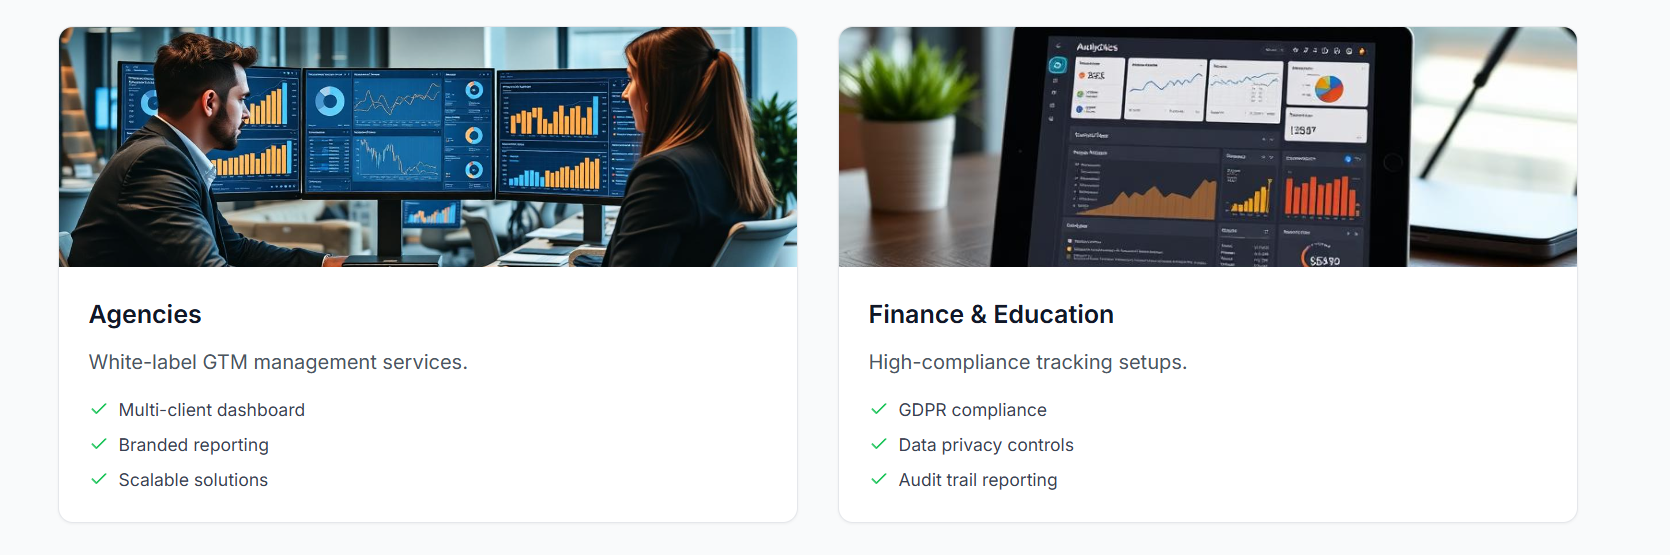 Agencies
White-label GTM management services.
Multi-client dashboard
Branded reporting
Scalable solutions
Finance & Education
High-compliance tracking setups.
GDPR compliance
Data privacy controls
Audit trail reporting